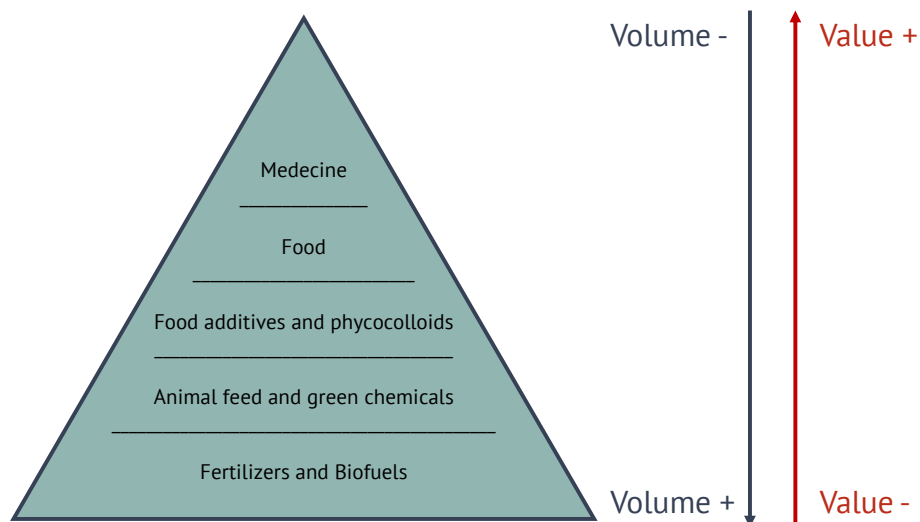 Volume -
Value +
Medecine
Food
Food additives and phycocolloids
Animal feed and green chemicals
Fertilizers and Biofuels
Volume +
Value -